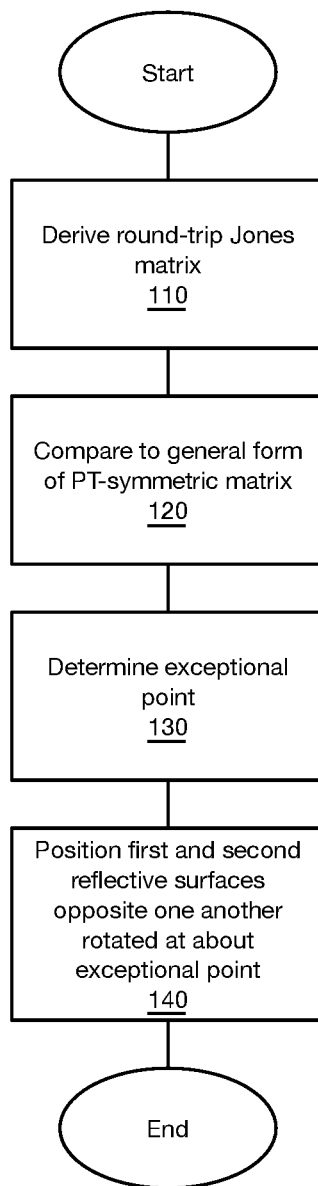 Start
Derive round-trip Jones
matrix
110
Compare to general form
of PT-symmetric matrix
120
Determine exceptional
point
130
Position first and second
reflective surfaces
opposite one another
rotated at about
exceptional point
140
End